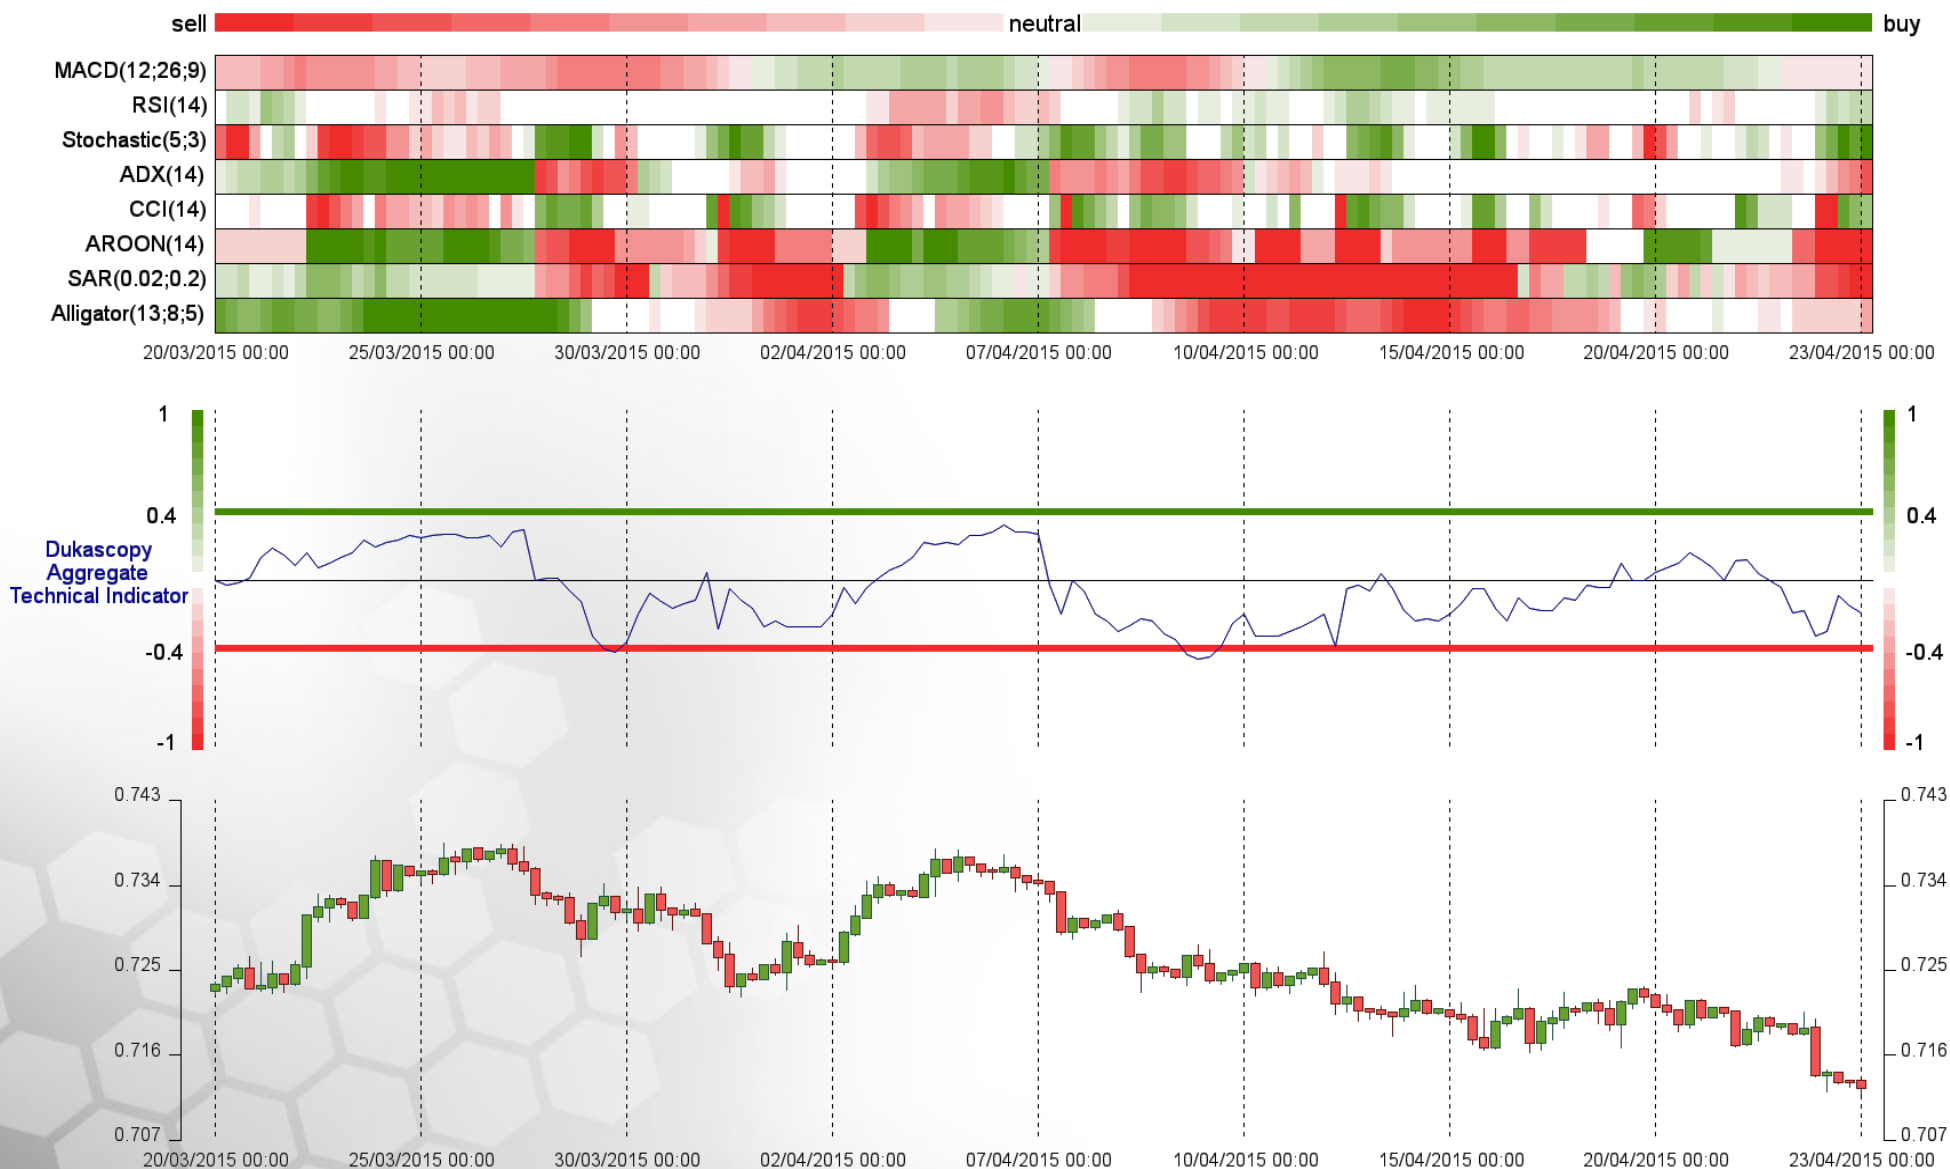 sell neutral buy
MACD(12;26;9)
RSI(14)
Stochastic(5;3)
ADX(14)
CCI(14)
AROON(14)
SAR(0.02;0.2)
Alligator(13;8;5)
20/03/2015 00:00 25/03/2015 00:00 30/03/2015 00:00 02/04/2015 00:00 07/04/2015 00:00 10/04/2015 00:00 15/04/2015 00:00 20/04/2015 00:00 23/04/2015 00:00
1 1
0.4 0.4
Dukascopy
Aggregate
Technical Indicator
-0.4 -0.4
-1 -1
0.743 0.743
0.734 0.734
0.725 0.725
0.716 0.716
0.707 0.707
20/03/2015 00:00 25/03/2015 00:00 30/03/2015 00:00 02/04/2015 00:00 07/04/2015 00:00 10/04/2015 00:00 15/04/2015 00:00 20/04/2015 00:00 23/04/2015 00:00